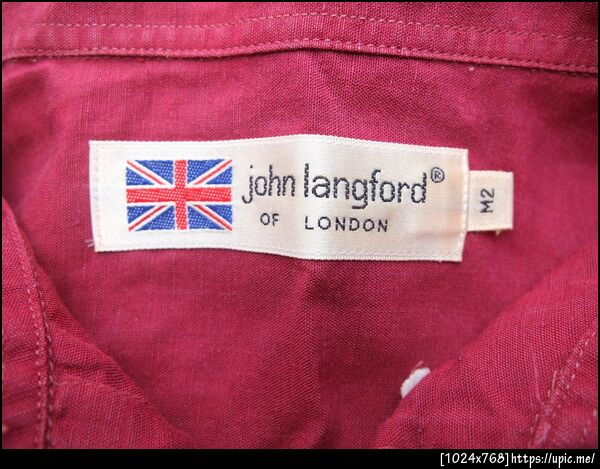 john langford®
OF LONDON
M2
[1024x768]https://upic.me/